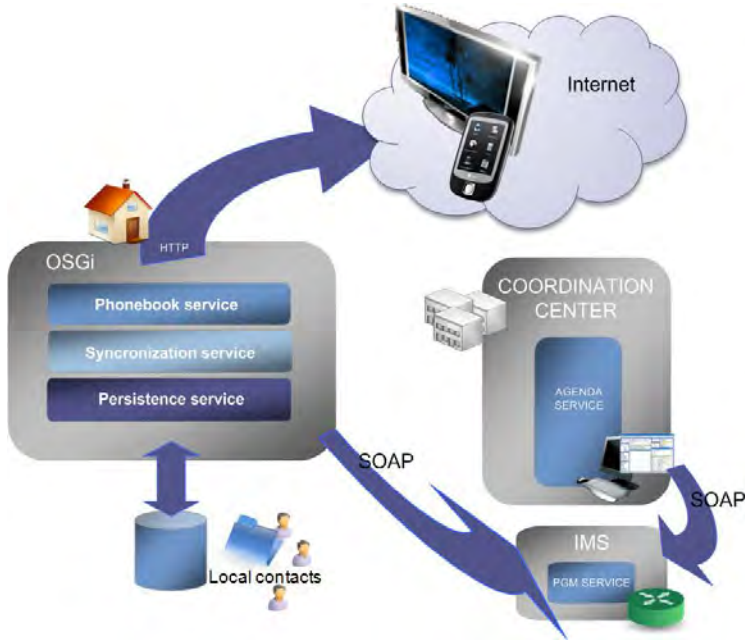 Internet
HTTP
OSGi
Phonebook service
Syncronization service
Persistence service
COORDINATION
CENTER
AGENDA
SERVICE
SOAP
SOAP
IMS
PGM SERVICE
Local contacts